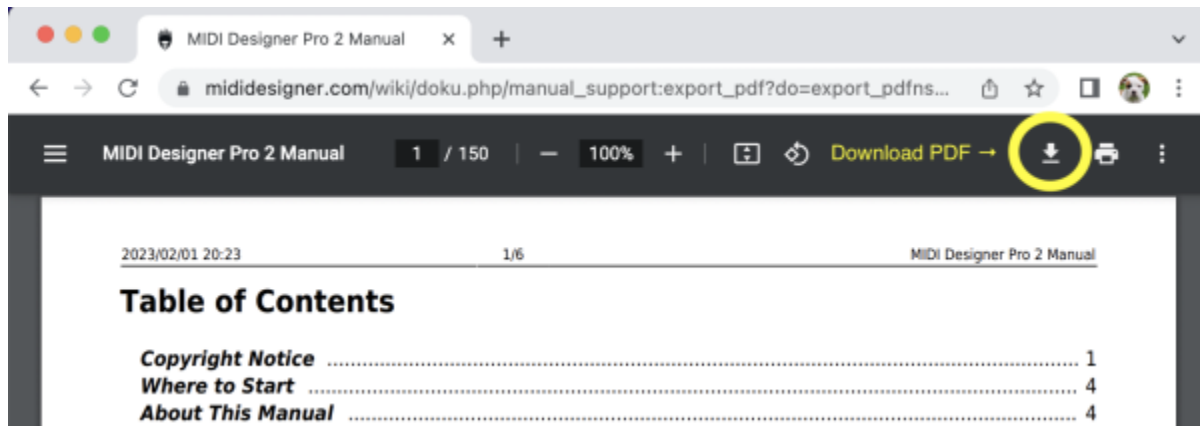 MIDI Designer Pro 2 Manual
mididesigner.com/wiki/doku.php/manual_support:export_pdf?do=export_pdfns...
MIDI Designer Pro 2 Manual 1 / 150 100% Download PDF →
2023/02/01 20:23 1/6 MIDI Designer Pro 2 Manual
Table of Contents
Copyright Notice ........................................................ 1
Where to Start ........................................................ 4
About This Manual ........................................................ 4